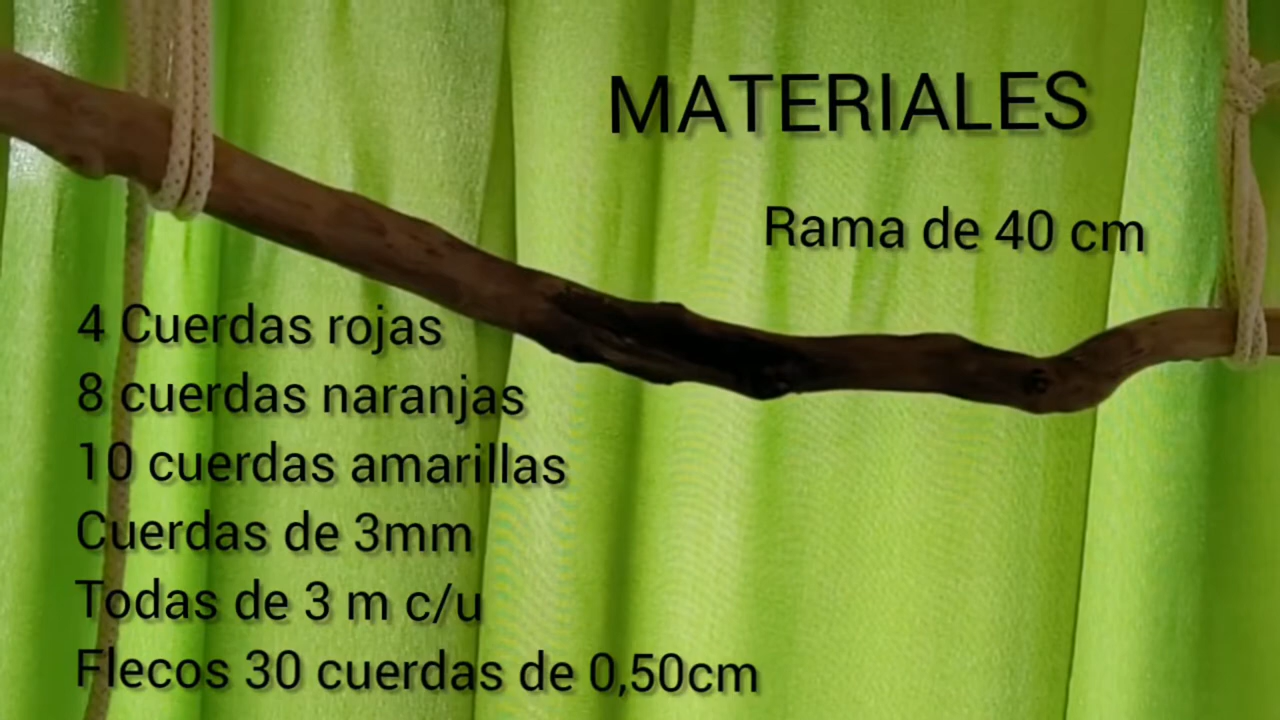 MATERIALES
Rama de 40 cm
4 Cuerdas rojas
8 cuerdas naranjas
10 cuerdas amarillas
Cuerdas de 3mm
Todas de 3 m c/u
Flecos 30 cuerdas de 0,50cm